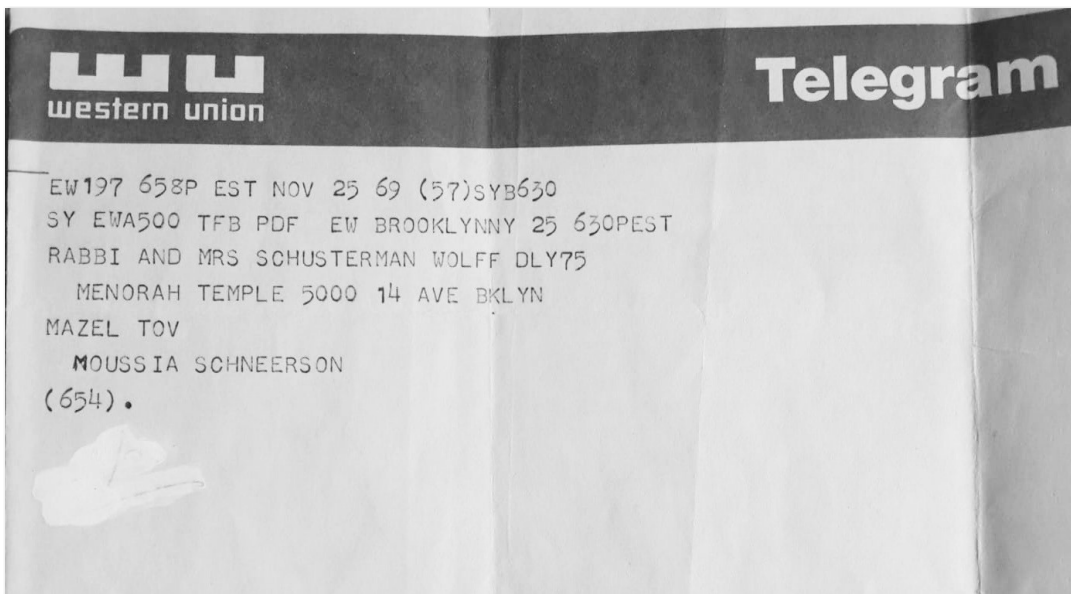 western union
Telegram
EW197 658P EST NOV 25 69 (57)SYB630
SY EWA500 TFB PDF EW BROOKLYNNY 25 630PEST
RABBI AND MRS SCHUSTERMAN WOLFF DLY75
MENORAH TEMPLE 5000 14 AVE BKLYN
MAZEL TOV
MOUSSIA SCHNEERSON
(654).